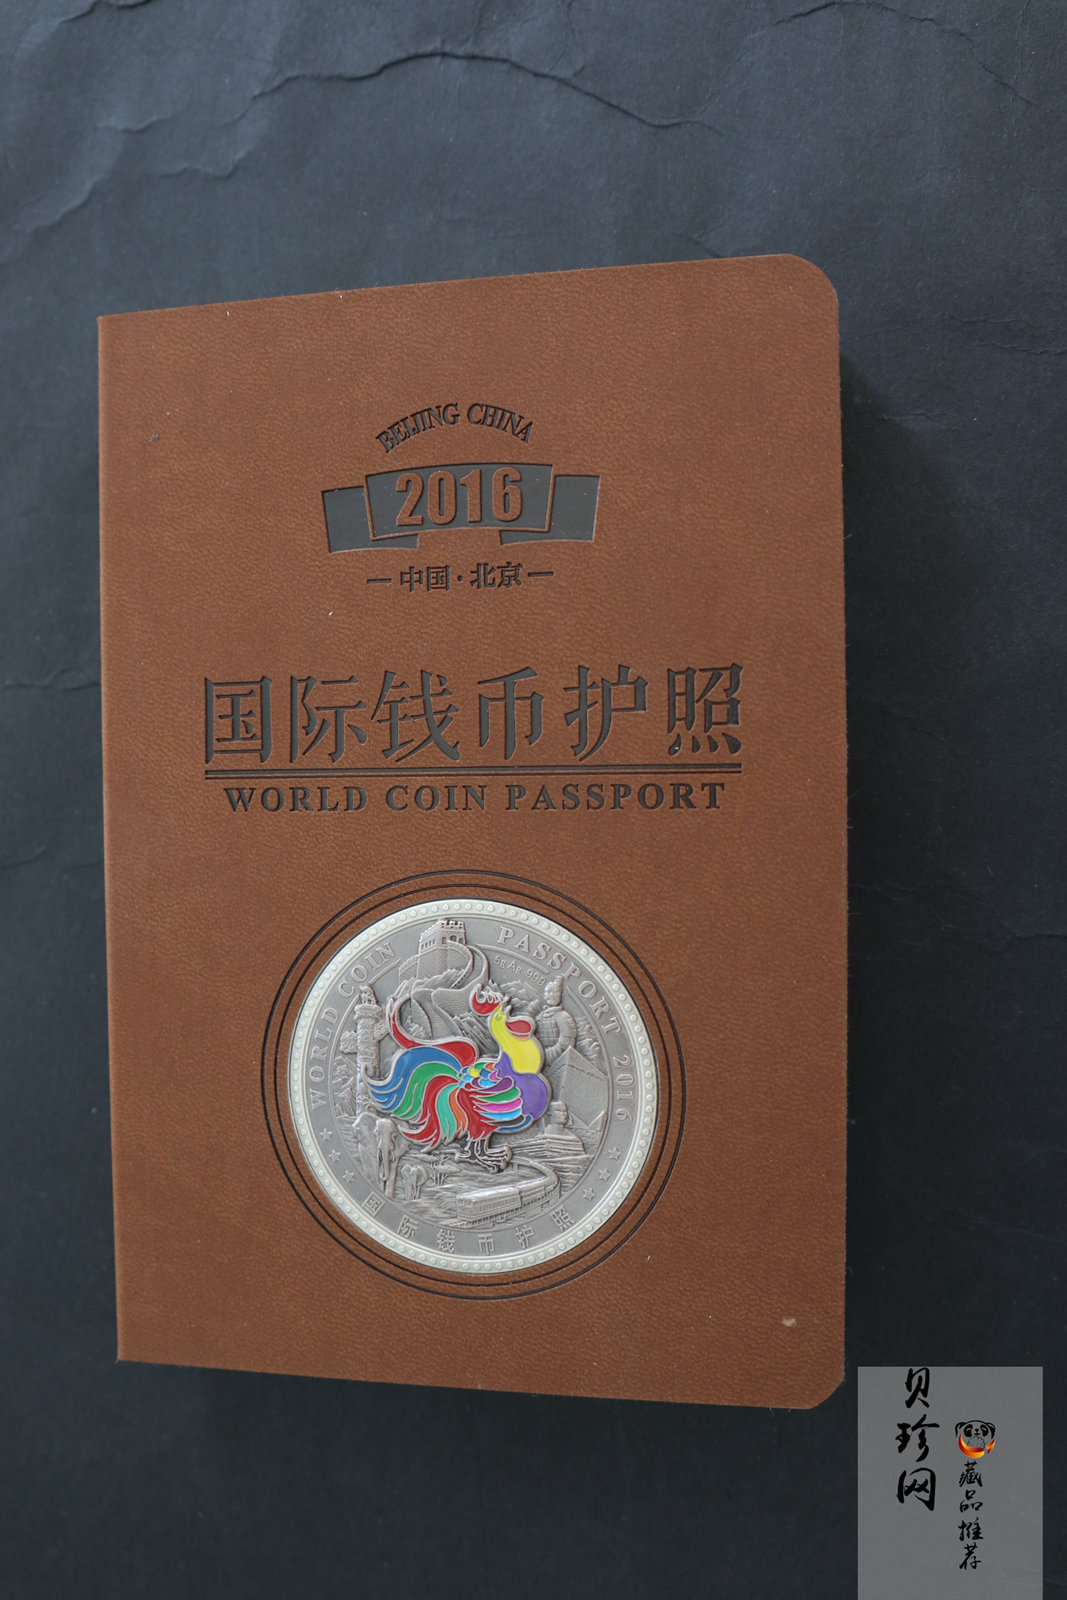 BEIJING CHINA
2016
中国·北京
国际钱币护照
WORLD COIN PASSPORT
WORLD COIN PASSPORT 2016
5g Ag .999
国际钱币护照
贝珍网
藏品推荐